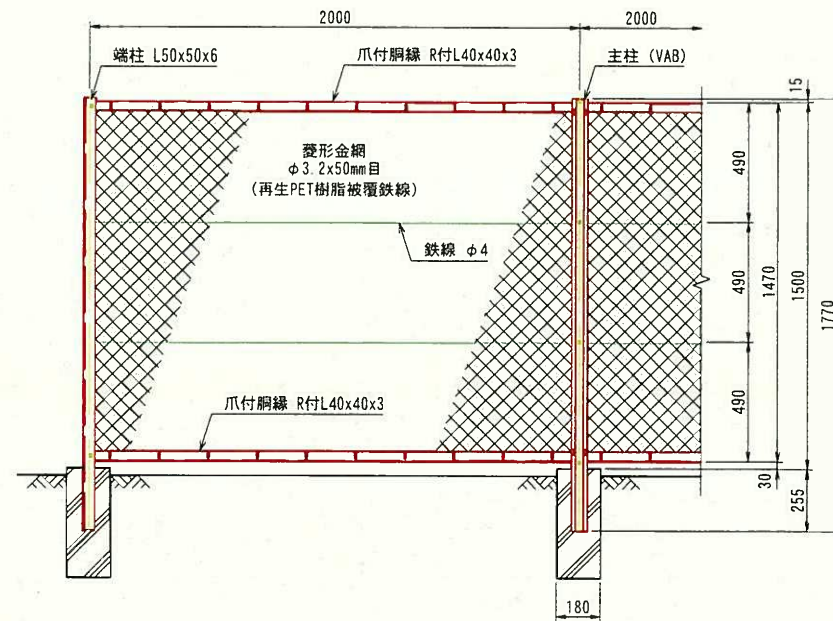 2000
2000
端柱 L50x50x6
爪付胴縁 R付L40x40x3
主柱 (VAB)
15
菱形金網
φ3.2x50mm目
(再生PET樹脂被覆鉄線)
490
鉄線 φ4
490
1470
1500
1770
爪付胴縁 R付L40x40x3
490
30
255
180